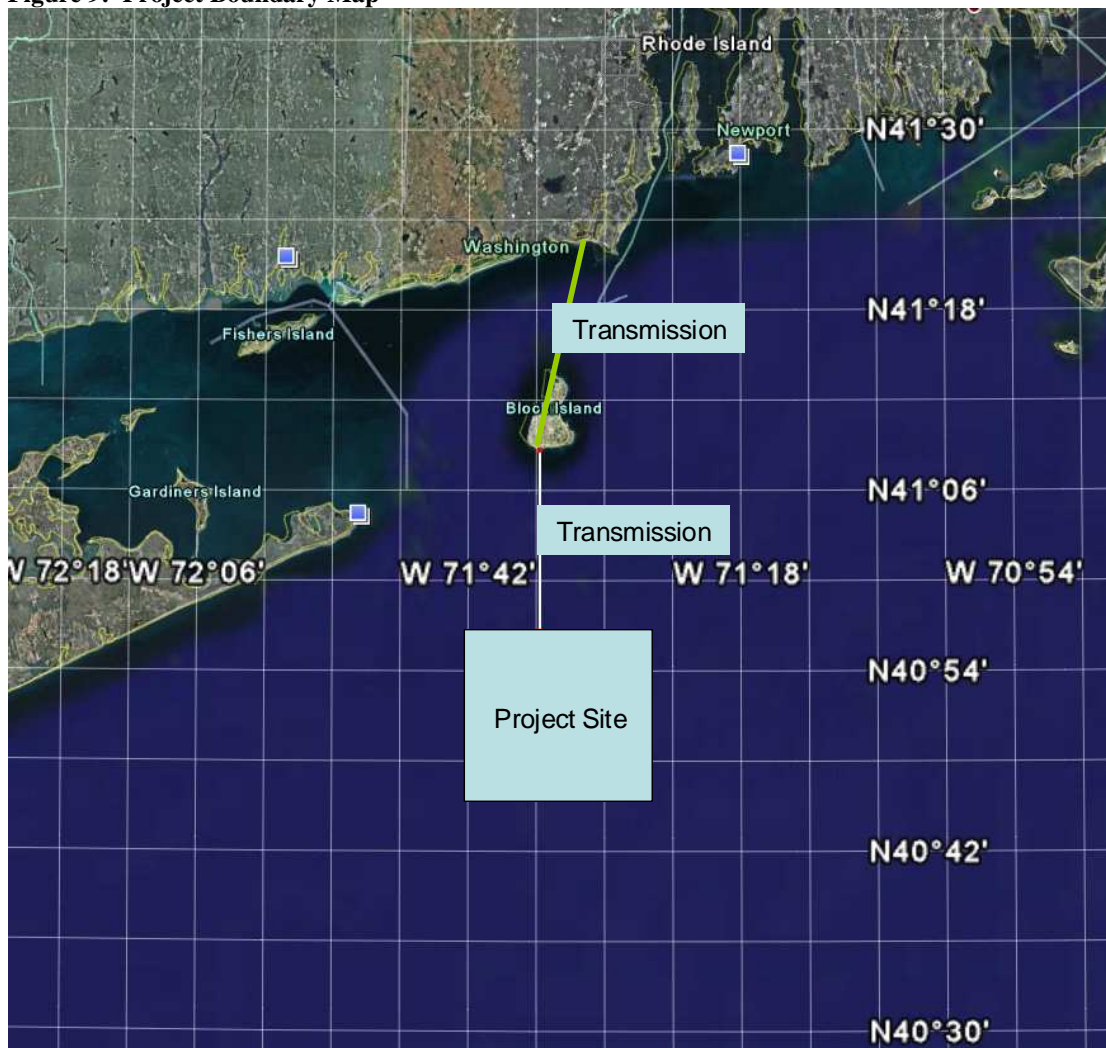 Figure 9.  Project Boundary Map
Rhode Island
Newport
N41°30'
Washington
N41°18'
Transmission
Fishers Island
Block Island
N41°06'
Gardiners Island
Transmission
W 72°18' W 72°06' W 71°42' W 71°18' W 70°54'
N40°54'
Project Site
N40°42'
N40°30'